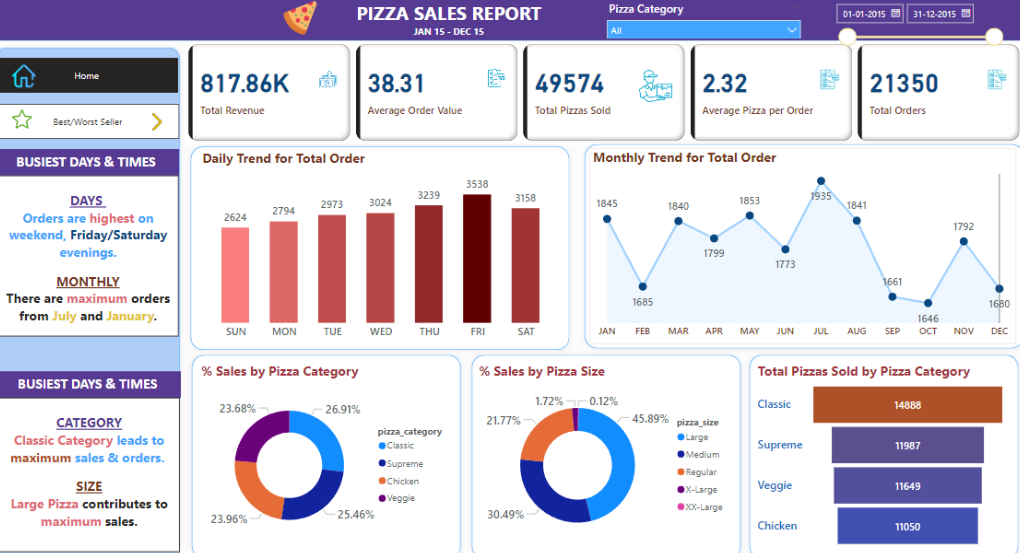 PIZZA SALES REPORT
JAN 15 - DEC 15
Pizza Category
All
01-01-2015
31-12-2015
Home
Best/Worst Seller
BUSIEST DAYS & TIMES
DAYS
Orders are highest on
weekend, Friday/Saturday
evenings.
MONTHLY
There are maximum orders
from July and January.
BUSIEST DAYS & TIMES
CATEGORY
Classic Category leads to
maximum sales & orders.
SIZE
Large Pizza contributes to
maximum sales.
817.86K
Total Revenue
38.31
Average Order Value
49574
Total Pizzas Sold
2.32
Average Pizza per Order
21350
Total Orders
Daily Trend for Total Order
2624
2794
2973
3024
3239
3538
3158
SUN
MON
TUE
WED
THU
FRI
SAT
Monthly Trend for Total Order
1845
1685
1840
1799
1853
1773
1935
1841
1661
1646
1792
1680
JAN
FEB
MAR
APR
MAY
JUN
JUL
AUG
SEP
OCT
NOV
DEC
% Sales by Pizza Category
23.68%
26.91%
23.96%
25.46%
pizza_category
Classic
Supreme
Chicken
Veggie
% Sales by Pizza Size
1.72%
0.12%
21.77%
45.89%
30.49%
pizza_size
Large
Medium
Regular
X-Large
XX-Large
Total Pizzas Sold by Pizza Category
Classic
14888
Supreme
11987
Veggie
11649
Chicken
11050